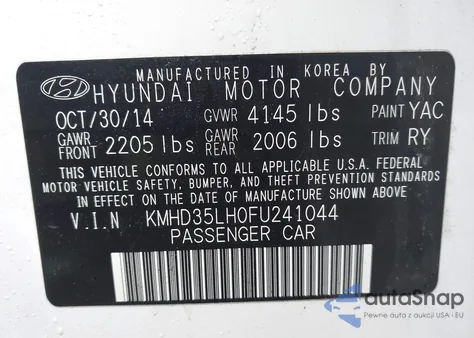 MANUFACTURED IN KOREA BY
HYUNDAI MOTOR COMPANY
OCT/30/14 GVWR 4145 lbs PAINT YAC
GAWR FRONT 2205 lbs GAWR REAR 2006 lbs TRIM RY
THIS VEHICLE CONFORMS TO ALL APPLICABLE U.S.A. FEDERAL
MOTOR VEHICLE SAFETY, BUMPER, AND THEFT PREVENTION
STANDARDS IN EFFECT ON THE DATE OF MANUFACTURE SHOWN ABOVE
V.I.N KMHD35LH0FU241044
PASSENGER CAR
autoSnap
Pewne auta z USA i EU